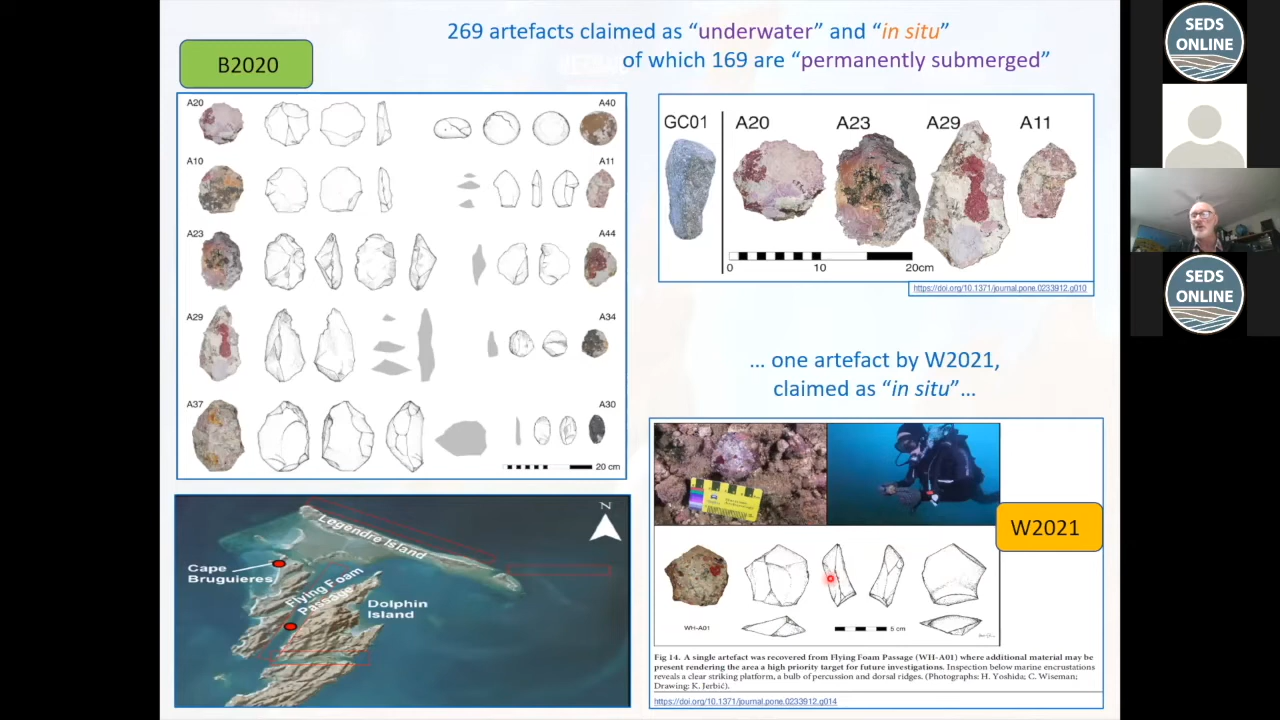 269 artefacts claimed as “underwater” and “in situ”
of which 169 are “permanently submerged”
B2020
A20
A40
A10
A11
A23
A44
A29
A34
A37
A30
20 cm
GC01
A20
A23
A29
A11
0
10
20cm
https://doi.org/10.1371/journal.pone.0233912.g010
… one artefact by W2021,
claimed as “in situ”…
W2021
WH-A01
5 cm
Fig 14. A single artefact was recovered from Flying Foam Passage (WH-A01) where additional material may be
present rendering the area a high priority target for future investigations. Inspection below marine encrustations
reveals a clear striking platform, a bulb of percussion and dorsal ridges. (Photographs: H. Yoshida; C. Wiseman;
Drawing: K. Jerbić).
https://doi.org/10.1371/journal.pone.0233912.g014
N
Legendre Island
Cape
Bruguieres
Flying Foam
Passage
Dolphin
Island
SEDS
ONLINE
SEDS
ONLINE